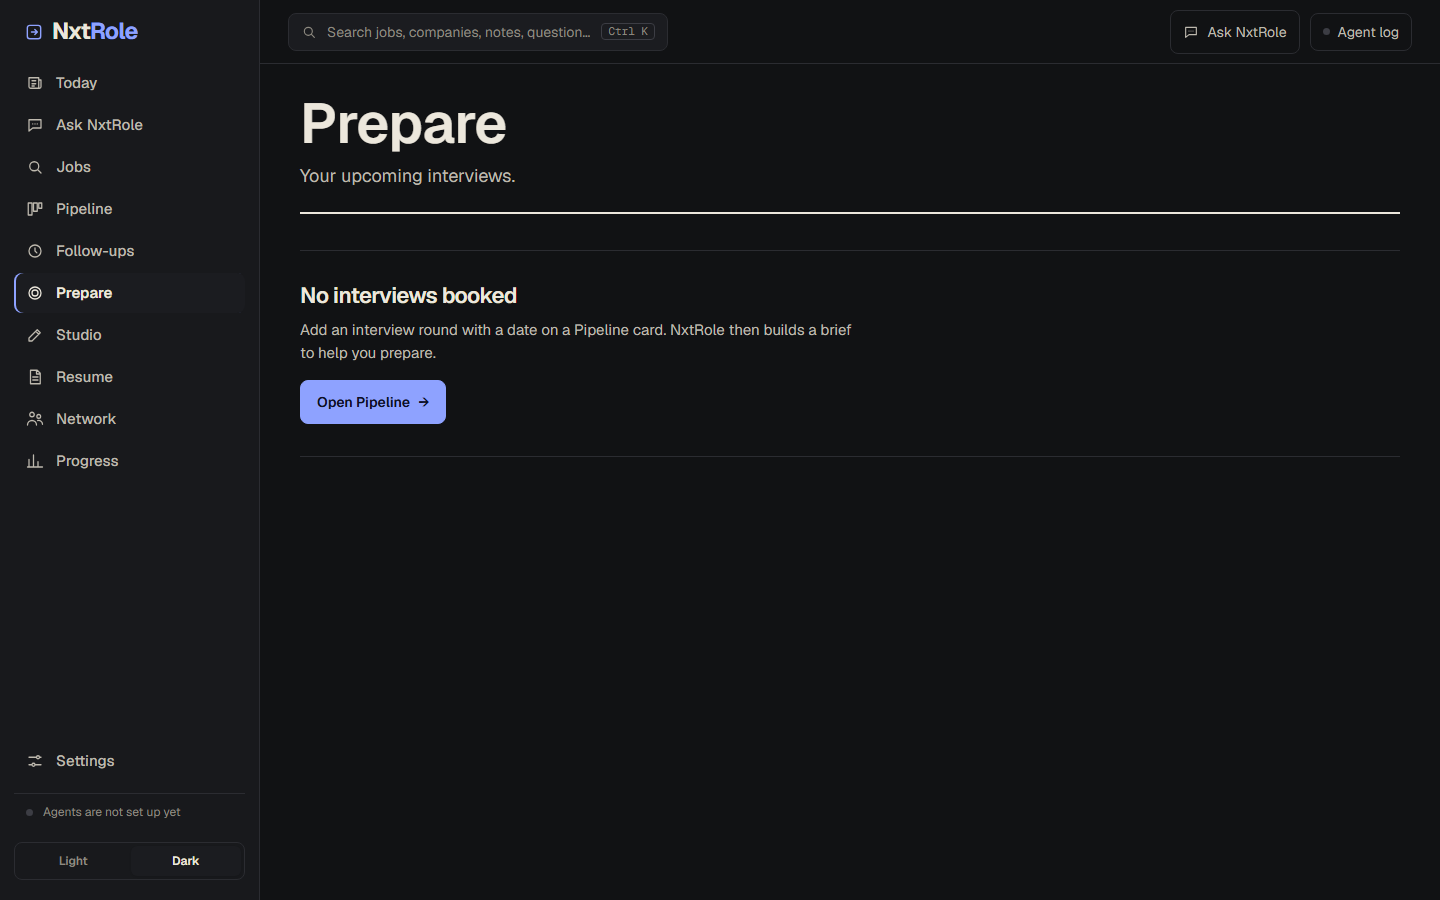 NxtRole
Search jobs, companies, notes, question...
Ctrl K
Ask NxtRole
Agent log
Today
Ask NxtRole
Jobs
Pipeline
Follow-ups
Prepare
Studio
Resume
Network
Progress
Settings
Agents are not set up yet
Light
Dark
Prepare
Your upcoming interviews.
No interviews booked
Add an interview round with a date on a Pipeline card. NxtRole then builds a brief
to help you prepare.
Open Pipeline →